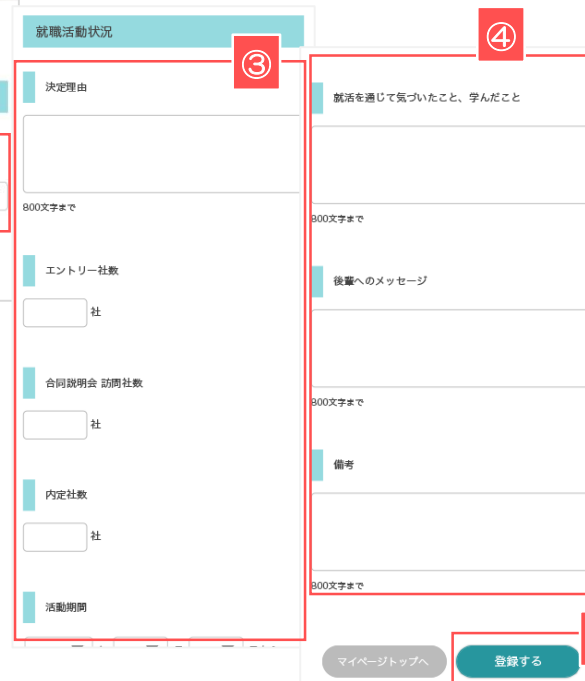 就職活動状況
③
決定理由
800文字まで
エントリー社数
社
合同説明会 訪問社数
社
内定社数
社
活動期間
④
就活を通じて気づいたこと、学んだこと
800文字まで
後輩へのメッセージ
800文字まで
備考
800文字まで
マイページトップへ
登録する